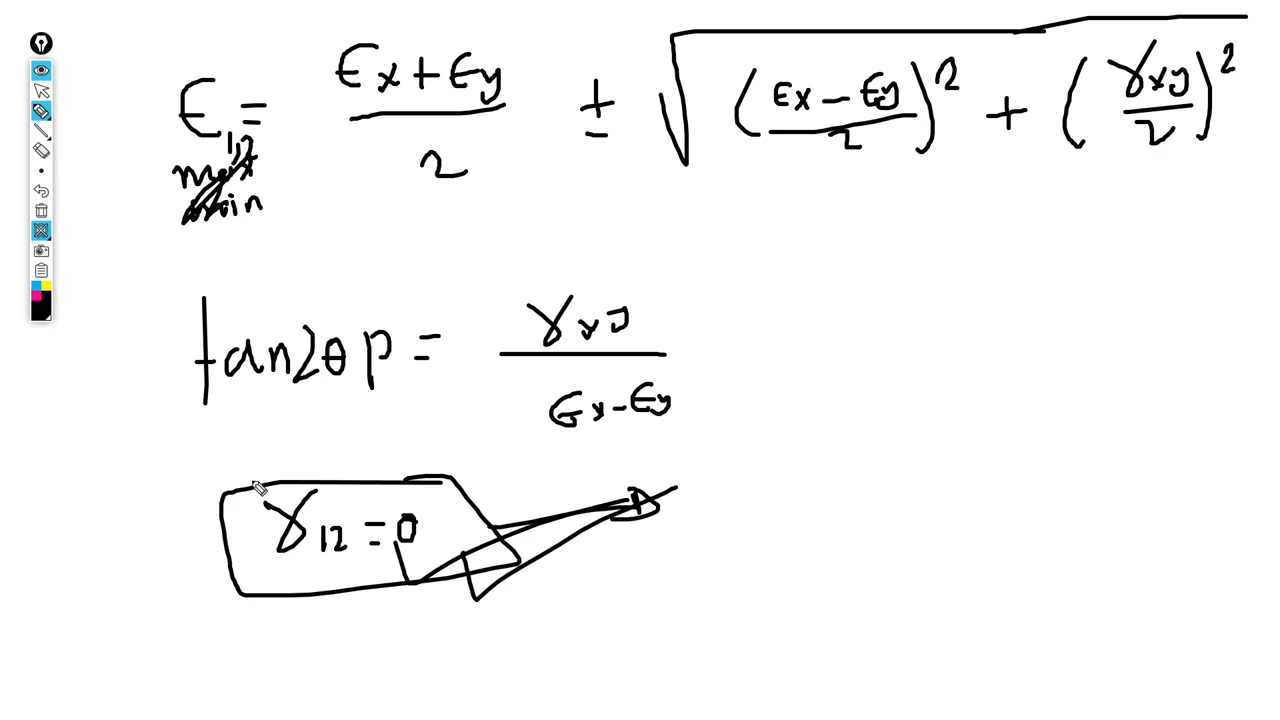 ϵ₁,₂ = (ϵx + ϵy)/2 ± √(((ϵx − ϵy)/2)² + (γxy/2)²)
max
min
tan2θp = γxy/(ϵx − ϵy)
γ12 = 0